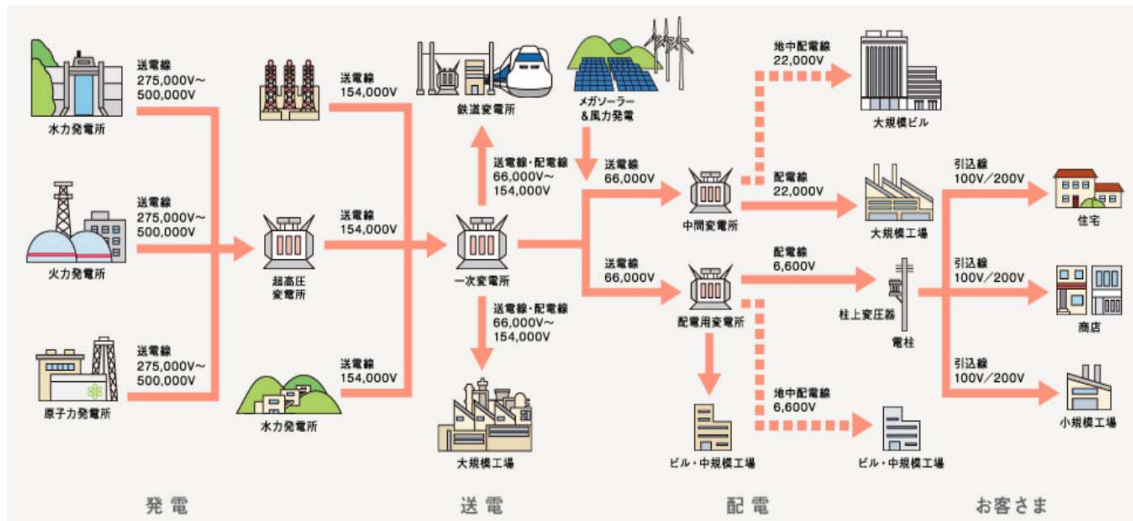 送電線
275,000V～
500,000V
水力発電所
送電線
275,000V～
500,000V
火力発電所
送電線
275,000V～
500,000V
原子力発電所
送電線
154,000V
超高圧
変電所
送電線
154,000V
水力発電所
送電線
154,000V
鉄道変電所
送電線・配電線
66,000V～
154,000V
一次変電所
送電線・配電線
66,000V～
154,000V
大規模工場
メガソーラー
&風力発電
送電線
66,000V
中間変電所
送電線
66,000V
配電用変電所
ビル・中規模工場
地中配電線
22,000V
大規模ビル
配電線
22,000V
大規模工場
配電線
6,600V
柱上変圧器
電柱
地中配電線
6,600V
ビル・中規模工場
引込線
100V／200V
住宅
引込線
100V／200V
商店
引込線
100V／200V
小規模工場
発電
送電
配電
お客さま